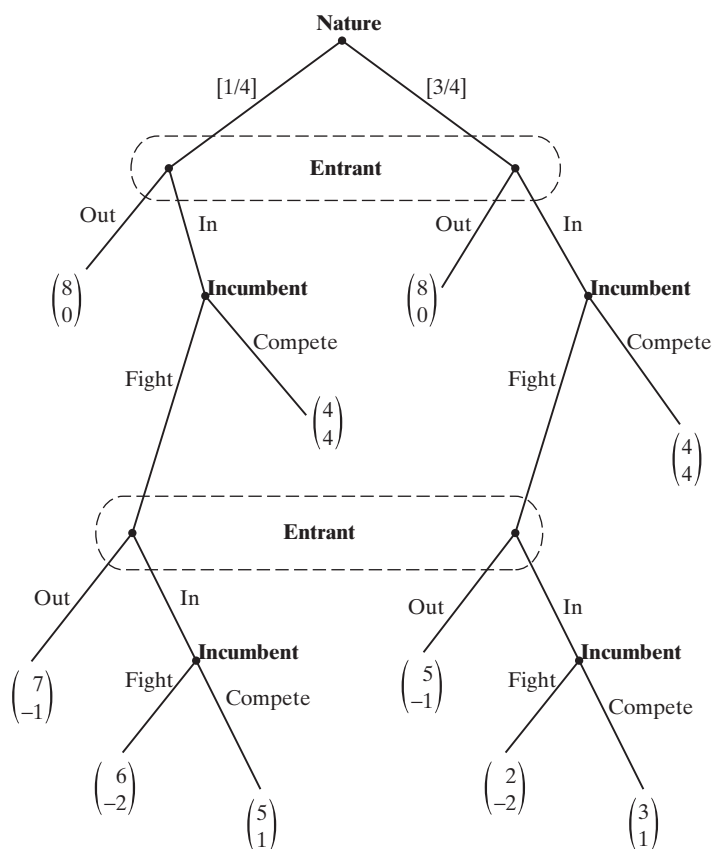 Nature
[1/4] [3/4]
Entrant
Out In Out In
Incumbent Incumbent
8 8
0 0
Compete Compete
Fight Fight
4 4
4 4
Entrant
Out In Out In
Incumbent Incumbent
Fight Compete Fight Compete
7 5
–1 –1
6 5 2 3
–2 1 –2 1